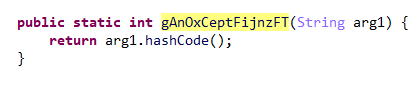 public static int gAnOxCeptFijnzFT(String arg1) {
    return arg1.hashCode();
}